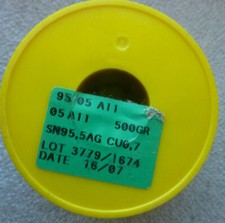 95/05 A11
05 A11 500GR
SN95,5AG CU0,7
LOT 3779/1674
DATE 16/07